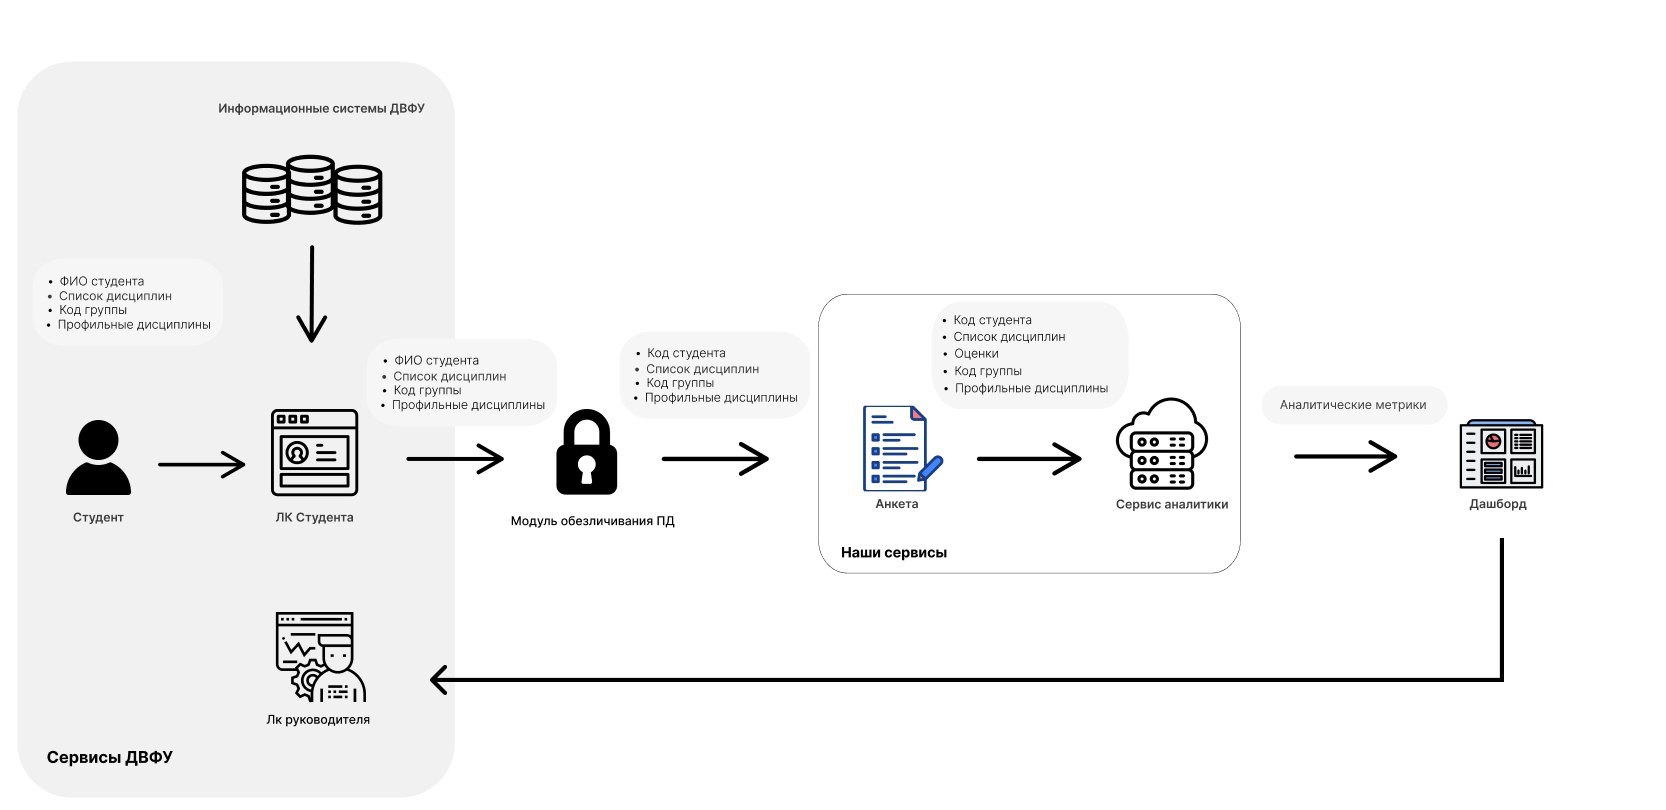 Информационные системы ДВФУ
• ФИО студента
• Список дисциплин
• Код группы
• Профильные дисциплины
Студент
ЛК Студента
• ФИО студента
• Список дисциплин
• Код группы
• Профильные дисциплины
Модуль обезличивания ПД
• Код студента
• Список дисциплин
• Код группы
• Профильные дисциплины
• Код студента
• Список дисциплин
• Оценки
• Код группы
• Профильные дисциплины
Анкета
Сервис аналитики
Наши сервисы
Аналитические метрики
Дашборд
Лк руководителя
Сервисы ДВФУ